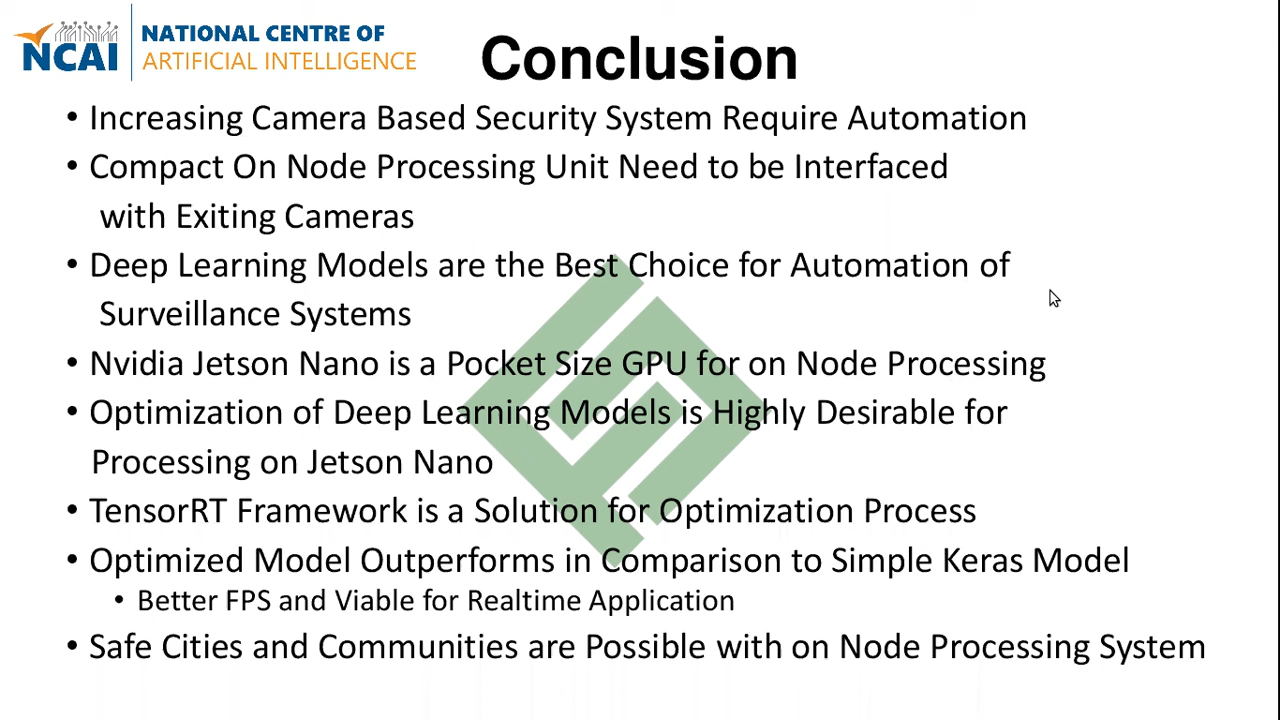 NCAI
NATIONAL CENTRE OF
ARTIFICIAL INTELLIGENCE
Conclusion
• Increasing Camera Based Security System Require Automation
• Compact On Node Processing Unit Need to be Interfaced
with Exiting Cameras
• Deep Learning Models are the Best Choice for Automation of
Surveillance Systems
• Nvidia Jetson Nano is a Pocket Size GPU for on Node Processing
• Optimization of Deep Learning Models is Highly Desirable for
Processing on Jetson Nano
• TensorRT Framework is a Solution for Optimization Process
• Optimized Model Outperforms in Comparison to Simple Keras Model
• Better FPS and Viable for Realtime Application
• Safe Cities and Communities are Possible with on Node Processing System